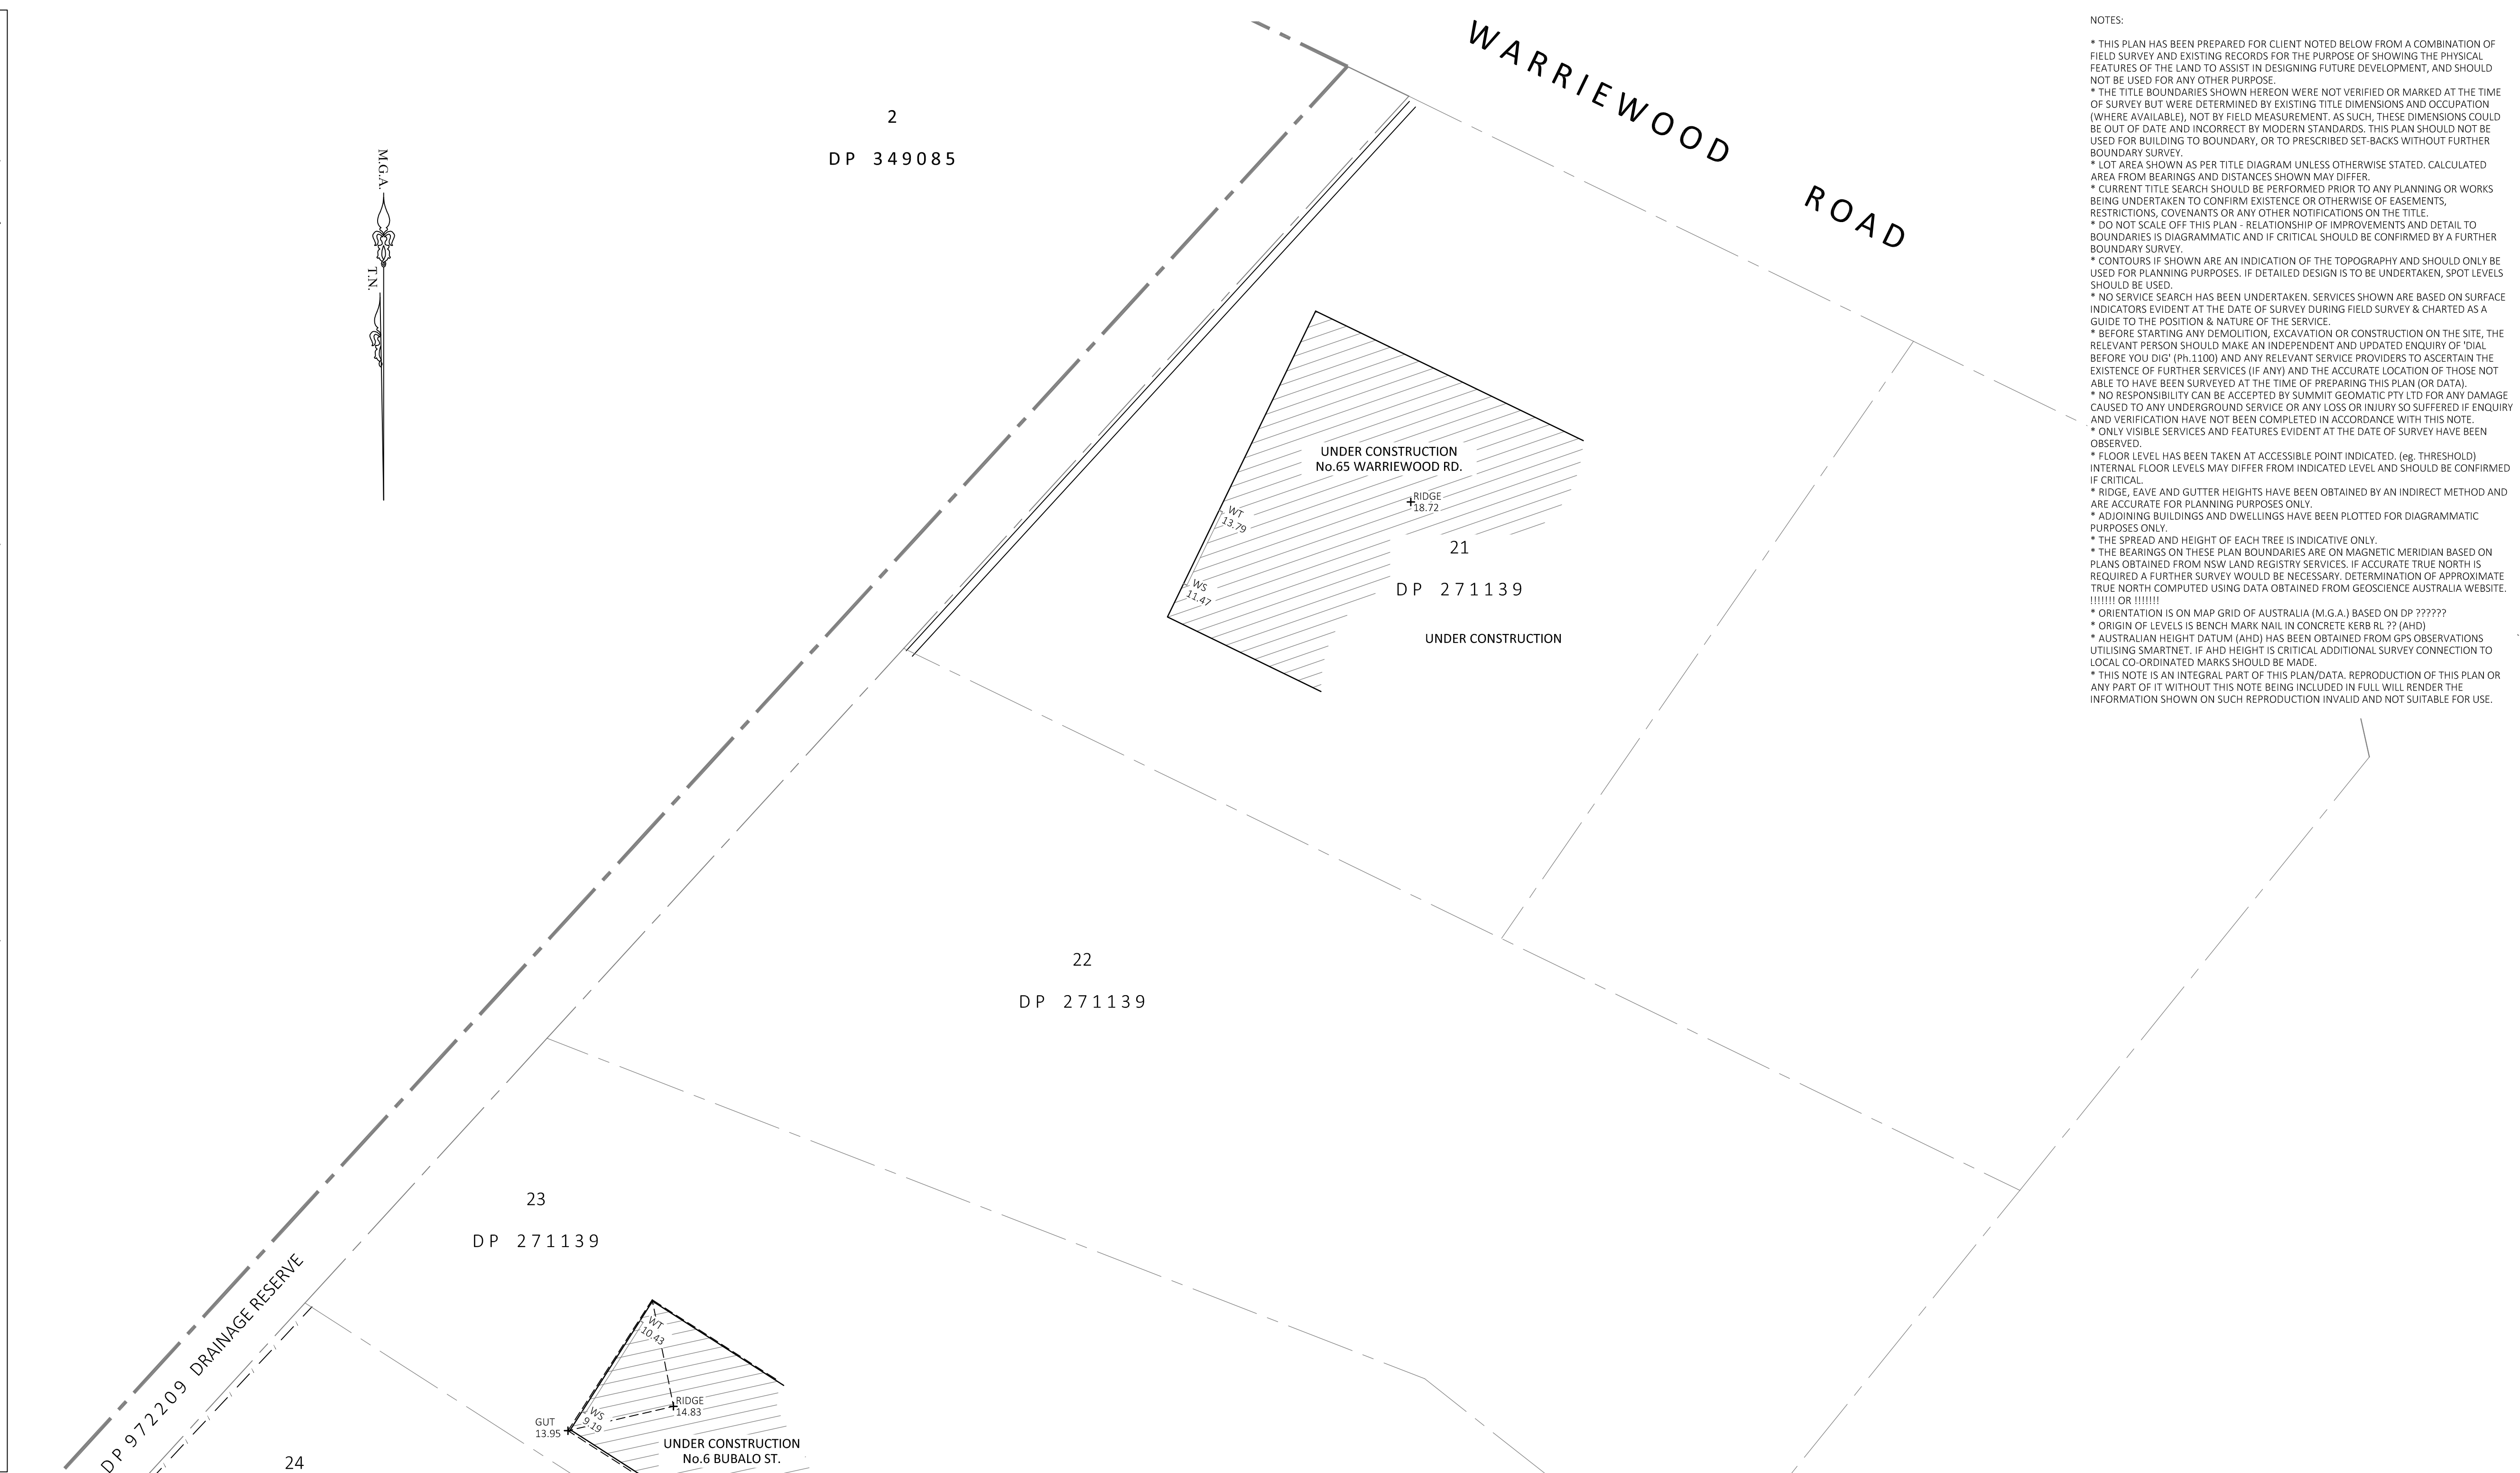 WARRIEWOOD ROAD
2
DP 349085
M.G.A.
T.N.
UNDER CONSTRUCTION
No.65 WARRIEWOOD RD.
RIDGE
18.72
WT
13.79
21
WS
11.47
DP 271139
UNDER CONSTRUCTION
22
DP 271139
23
DP 271139
DP 972209 DRAINAGE RESERVE
WT
10.43
RIDGE
14.83
WS
9.19
GUT
13.95
UNDER CONSTRUCTION
No.6 BUBALO ST.
24
NOTES:
* THIS PLAN HAS BEEN PREPARED FOR CLIENT NOTED BELOW FROM A COMBINATION OF
FIELD SURVEY AND EXISTING RECORDS FOR THE PURPOSE OF SHOWING THE PHYSICAL
FEATURES OF THE LAND TO ASSIST IN DESIGNING FUTURE DEVELOPMENT, AND SHOULD
NOT BE USED FOR ANY OTHER PURPOSE.
* THE TITLE BOUNDARIES SHOWN HEREON WERE NOT VERIFIED OR MARKED AT THE TIME
OF SURVEY BUT WERE DETERMINED BY EXISTING TITLE DIMENSIONS AND OCCUPATION
(WHERE AVAILABLE), NOT BY FIELD MEASUREMENT. AS SUCH, THESE DIMENSIONS COULD
BE OUT OF DATE AND INCORRECT BY MODERN STANDARDS. THIS PLAN SHOULD NOT BE
USED FOR BUILDING TO BOUNDARY, OR TO PRESCRIBED SET-BACKS WITHOUT FURTHER
BOUNDARY SURVEY.
* LOT AREA SHOWN AS PER TITLE DIAGRAM UNLESS OTHERWISE STATED. CALCULATED
AREA FROM BEARINGS AND DISTANCES SHOWN MAY DIFFER.
* CURRENT TITLE SEARCH SHOULD BE PERFORMED PRIOR TO ANY PLANNING OR WORKS
BEING UNDERTAKEN TO CONFIRM EXISTENCE OR OTHERWISE OF EASEMENTS,
RESTRICTIONS, COVENANTS OR ANY OTHER NOTIFICATIONS ON THE TITLE.
* DO NOT SCALE OFF THIS PLAN - RELATIONSHIP OF IMPROVEMENTS AND DETAIL TO
BOUNDARIES IS DIAGRAMMATIC AND IF CRITICAL SHOULD BE CONFIRMED BY A FURTHER
BOUNDARY SURVEY.
* CONTOURS IF SHOWN ARE AN INDICATION OF THE TOPOGRAPHY AND SHOULD ONLY BE
USED FOR PLANNING PURPOSES. IF DETAILED DESIGN IS TO BE UNDERTAKEN, SPOT LEVELS
SHOULD BE USED.
* NO SERVICE SEARCH HAS BEEN UNDERTAKEN. SERVICES SHOWN ARE BASED ON SURFACE
INDICATORS EVIDENT AT THE DATE OF SURVEY DURING FIELD SURVEY & CHARTED AS A
GUIDE TO THE POSITION & NATURE OF THE SERVICE.
* BEFORE STARTING ANY DEMOLITION, EXCAVATION OR CONSTRUCTION ON THE SITE, THE
RELEVANT PERSON SHOULD MAKE AN INDEPENDENT AND UPDATED ENQUIRY OF 'DIAL
BEFORE YOU DIG' (Ph.1100) AND ANY RELEVANT SERVICE PROVIDERS TO ASCERTAIN THE
EXISTENCE OF FURTHER SERVICES (IF ANY) AND THE ACCURATE LOCATION OF THOSE NOT
ABLE TO HAVE BEEN SURVEYED AT THE TIME OF PREPARING THIS PLAN (OR DATA).
* NO RESPONSIBILITY CAN BE ACCEPTED BY SUMMIT GEOMATIC PTY LTD FOR ANY DAMAGE
CAUSED TO ANY UNDERGROUND SERVICE OR ANY LOSS OR INJURY SO SUFFERED IF ENQUIRY
AND VERIFICATION HAVE NOT BEEN COMPLETED IN ACCORDANCE WITH THIS NOTE.
* ONLY VISIBLE SERVICES AND FEATURES EVIDENT AT THE DATE OF SURVEY HAVE BEEN
OBSERVED.
* FLOOR LEVEL HAS BEEN TAKEN AT ACCESSIBLE POINT INDICATED. (eg. THRESHOLD)
INTERNAL FLOOR LEVELS MAY DIFFER FROM INDICATED LEVEL AND SHOULD BE CONFIRMED
IF CRITICAL.
* RIDGE, EAVE AND GUTTER HEIGHTS HAVE BEEN OBTAINED BY AN INDIRECT METHOD AND
ARE ACCURATE FOR PLANNING PURPOSES ONLY.
* ADJOINING BUILDINGS AND DWELLINGS HAVE BEEN PLOTTED FOR DIAGRAMMATIC
PURPOSES ONLY.
* THE SPREAD AND HEIGHT OF EACH TREE IS INDICATIVE ONLY.
* THE BEARINGS ON THESE PLAN BOUNDARIES ARE ON MAGNETIC MERIDIAN BASED ON
PLANS OBTAINED FROM NSW LAND REGISTRY SERVICES. IF ACCURATE TRUE NORTH IS
REQUIRED A FURTHER SURVEY WOULD BE NECESSARY. DETERMINATION OF APPROXIMATE
TRUE NORTH COMPUTED USING DATA OBTAINED FROM GEOSCIENCE AUSTRALIA WEBSITE.
!!!!!!! OR !!!!!!!
* ORIENTATION IS ON MAP GRID OF AUSTRALIA (M.G.A.) BASED ON DP ??????
* ORIGIN OF LEVELS IS BENCH MARK NAIL IN CONCRETE KERB RL ?? (AHD)
* AUSTRALIAN HEIGHT DATUM (AHD) HAS BEEN OBTAINED FROM GPS OBSERVATIONS
UTILISING SMARTNET. IF AHD HEIGHT IS CRITICAL ADDITIONAL SURVEY CONNECTION TO
LOCAL CO-ORDINATED MARKS SHOULD BE MADE.
* THIS NOTE IS AN INTEGRAL PART OF THIS PLAN/DATA. REPRODUCTION OF THIS PLAN OR
ANY PART OF IT WITHOUT THIS NOTE BEING INCLUDED IN FULL WILL RENDER THE
INFORMATION SHOWN ON SUCH REPRODUCTION INVALID AND NOT SUITABLE FOR USE.